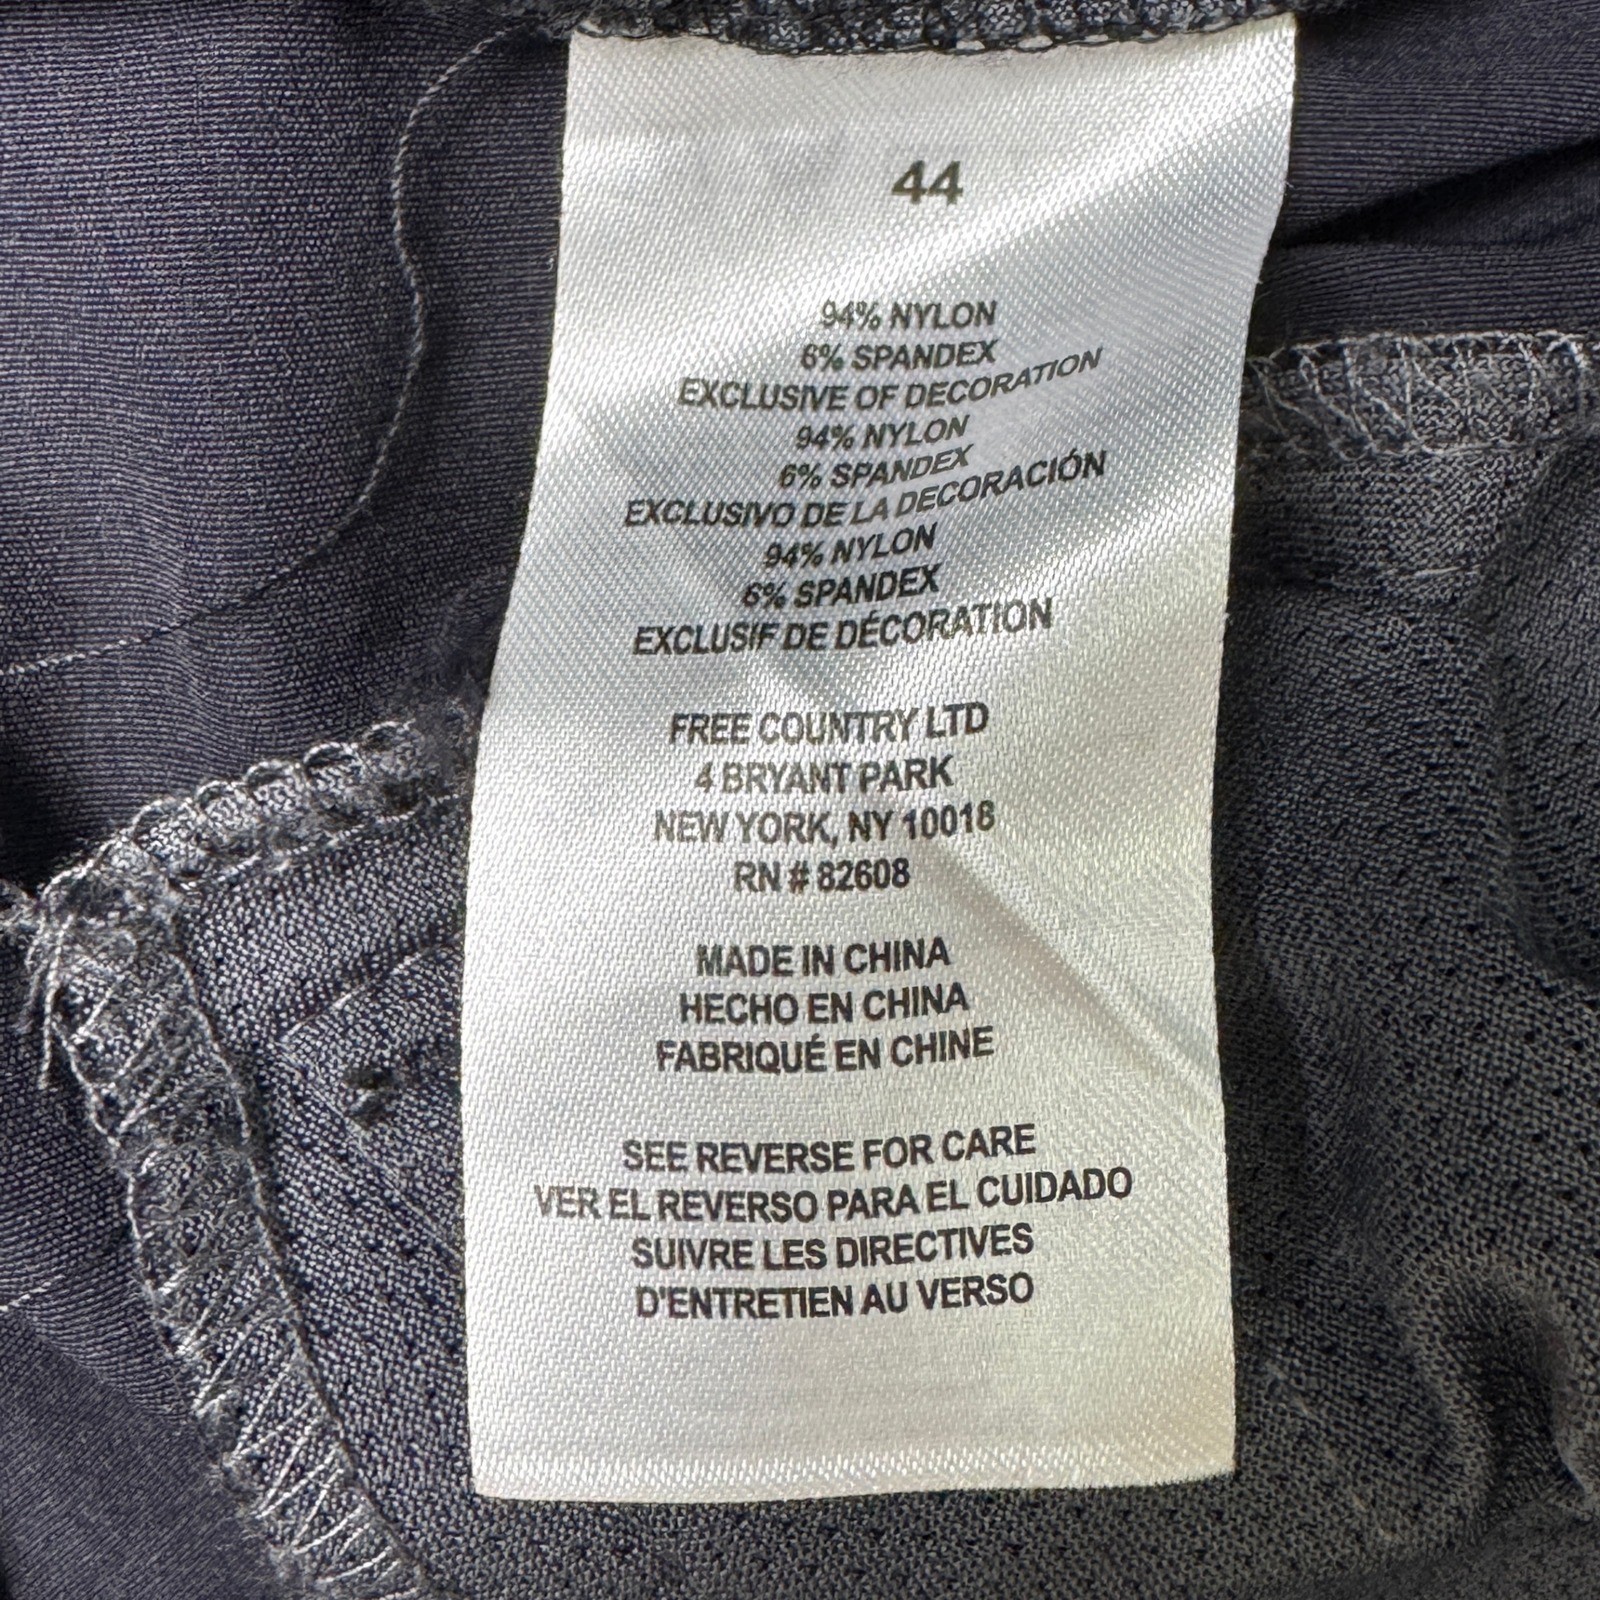 44
94% NYLON
6% SPANDEX
EXCLUSIVE OF DECORATION
94% NYLON
6% SPANDEX
EXCLUSIVO DE LA DECORACIÓN
94% NYLON
6% SPANDEX
EXCLUSIF DE DÉCORATION
FREE COUNTRY LTD
4 BRYANT PARK
NEW YORK, NY 10018
RN # 82608
MADE IN CHINA
HECHO EN CHINA
FABRIQUÉ EN CHINE
SEE REVERSE FOR CARE
VER EL REVERSO PARA EL CUIDADO
SUIVRE LES DIRECTIVES
D'ENTRETIEN AU VERSO